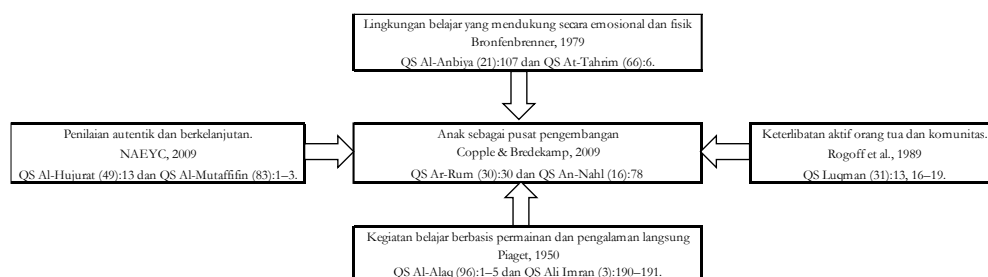 Lingkungan belajar yang mendukung secara emosional dan fisik
Bronfenbrenner, 1979
QS Al-Anbiya (21):107 dan QS At-Tahrim (66):6.
Penilaian autentik dan berkelanjutan.
NAEYC, 2009
QS Al-Hujurat (49):13 dan QS Al-Mutaffifin (83):1–3.
Anak sebagai pusat pengembangan
Copple & Bredekamp, 2009
QS Ar-Rum (30):30 dan QS An-Nahl (16):78
Keterlibatan aktif orang tua dan komunitas.
Rogoff et al., 1989
QS Luqman (31):13, 16–19.
Kegiatan belajar berbasis permainan dan pengalaman langsung
Piaget, 1950
QS Al-Alaq (96):1–5 dan QS Ali Imran (3):190–191.